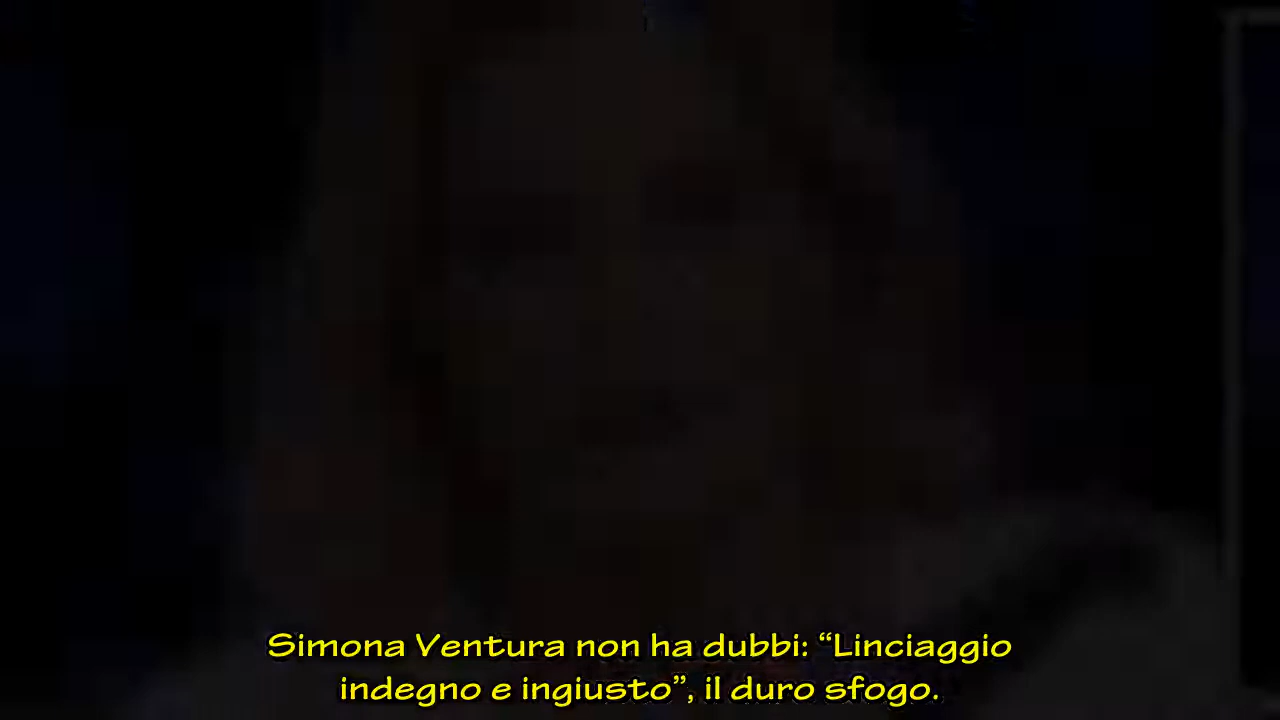 Simona Ventura non ha dubbi: “Linciaggio
indegno e ingiusto”, il duro sfogo.